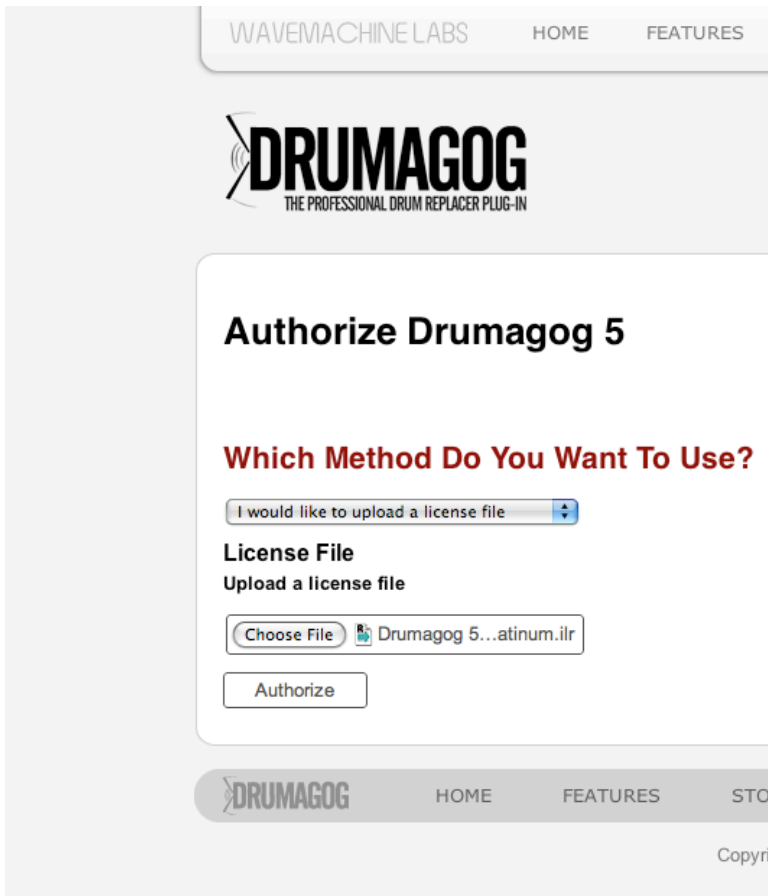 WAVEMACHINE LABS HOME FEATURES
DRUMAGOG
THE PROFESSIONAL DRUM REPLACER PLUG-IN
Authorize Drumagog 5
Which Method Do You Want To Use?
I would like to upload a license file
License File
Upload a license file
Choose File Drumagog 5...atinum.ilr
Authorize
DRUMAGOG HOME FEATURES STO
Copyri